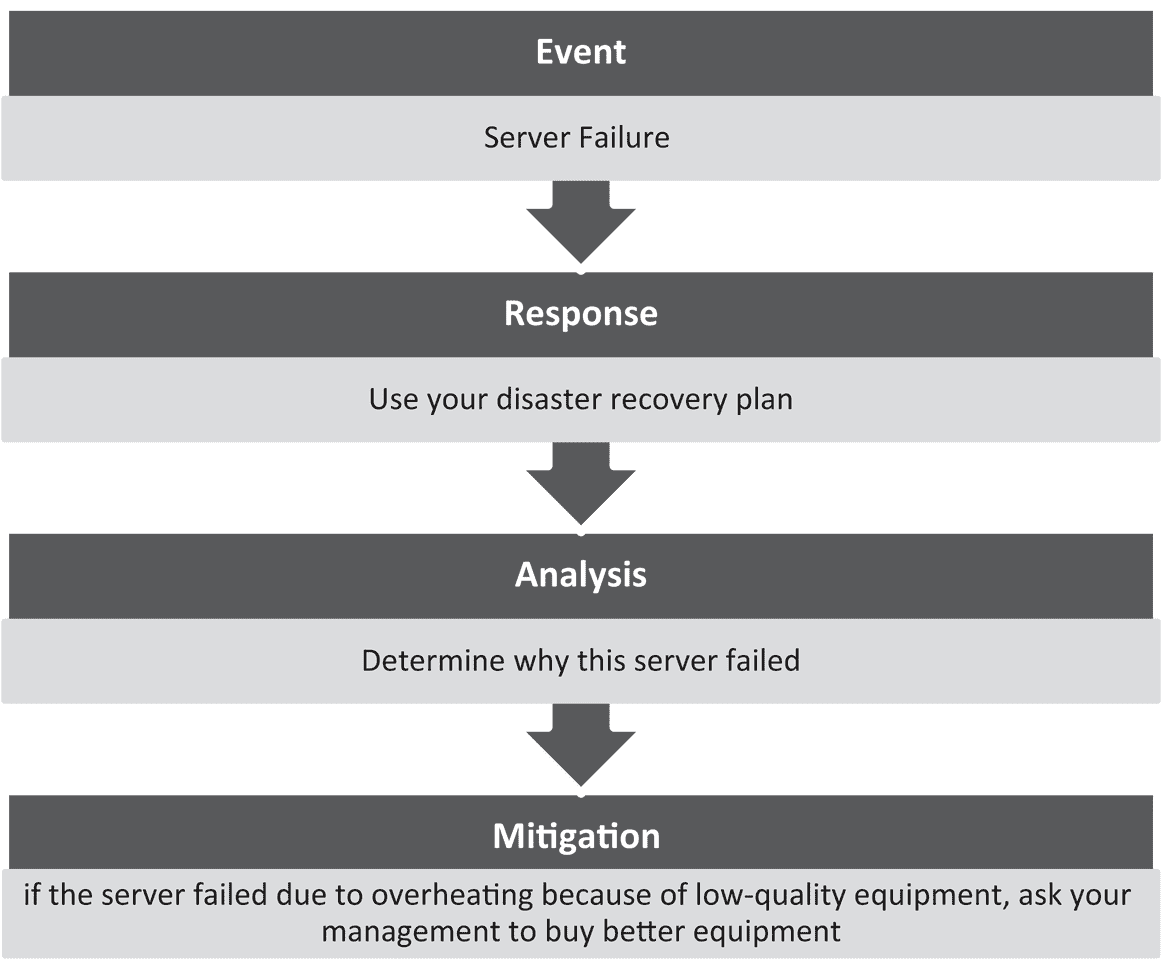 Event
Server Failure
Response
Use your disaster recovery plan
Analysis
Determine why this server failed
Mitigation
if the server failed due to overheating because of low-quality equipment, ask your
management to buy better equipment